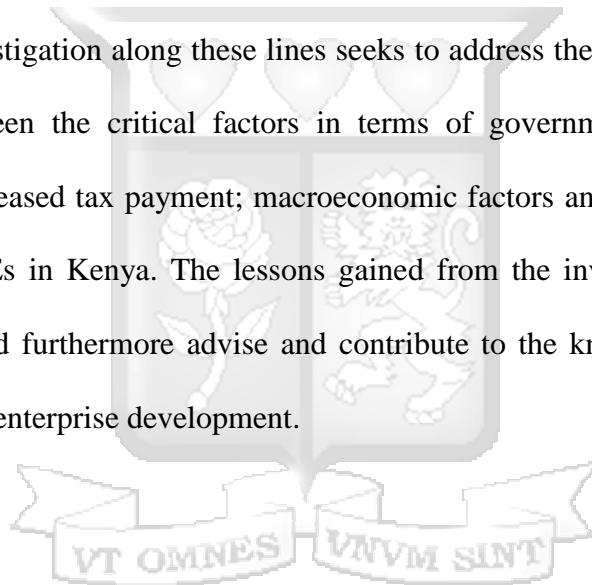 stigation along these lines seeks to address the
een the critical factors in terms of governm
eased tax payment; macroeconomic factors an
Es in Kenya. The lessons gained from the inv
d furthermore advise and contribute to the kn
enterprise development.
VT OMNES VNVM SINT